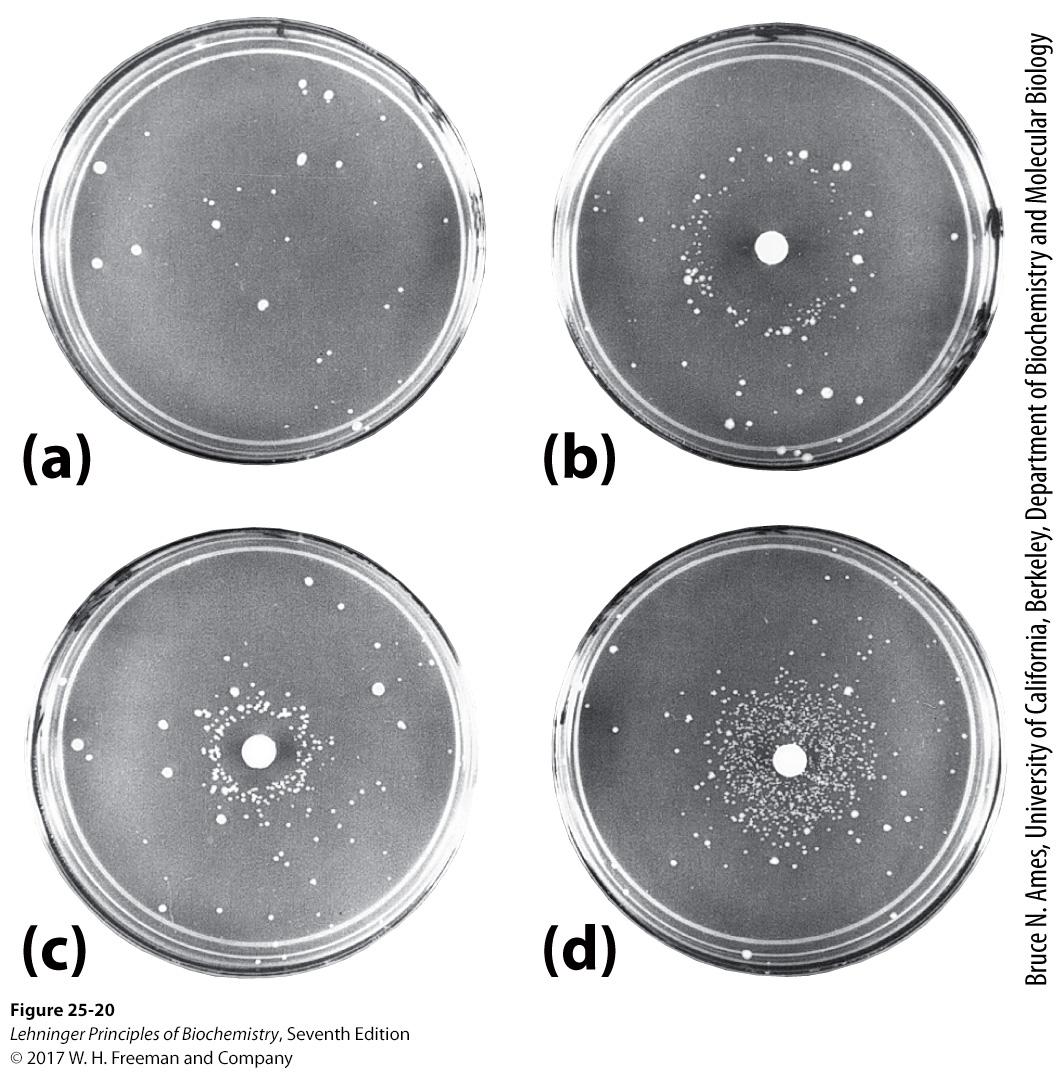 (a)
(b)
(c)
(d)
Bruce N. Ames, University of California, Berkeley, Department of Biochemistry and Molecular Biology
Figure 25-20
Lehninger Principles of Biochemistry, Seventh Edition
© 2017 W. H. Freeman and Company